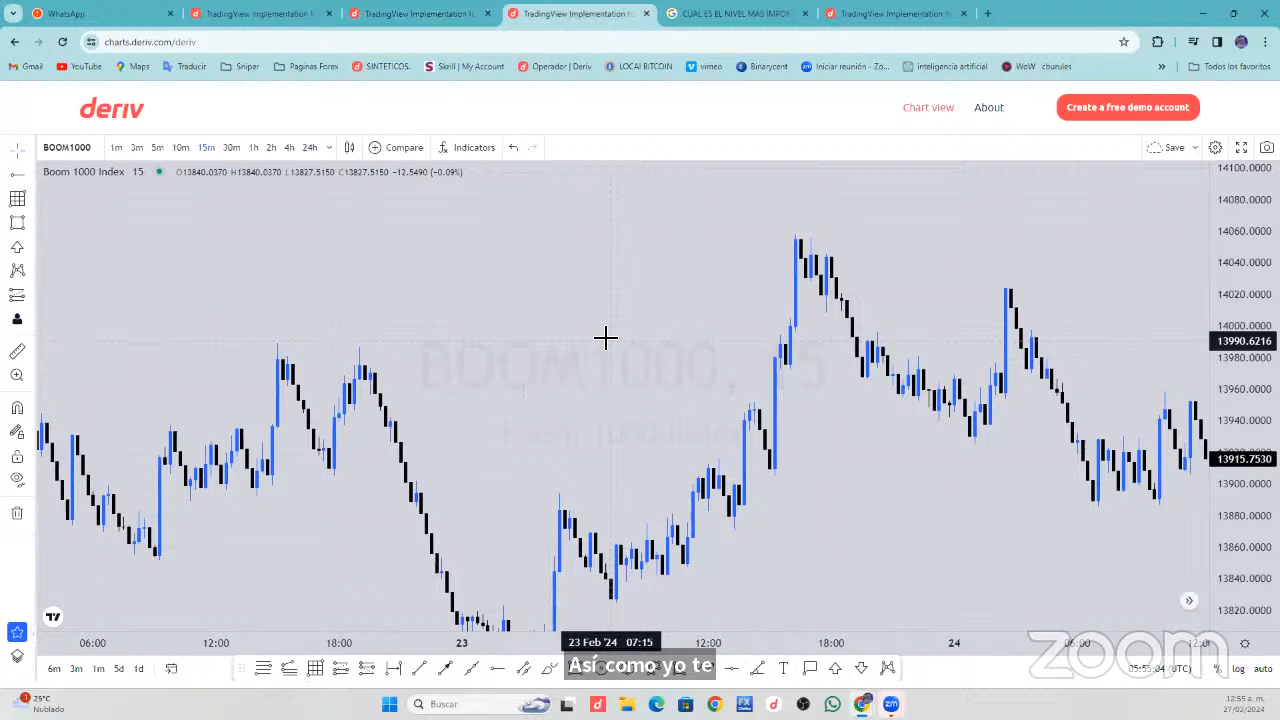 WhatsApp
TradingView Implementation fo
TradingView Implementation fo
TradingView Implementation fo
CUAL ES EL NIVEL MAS IMPOR
TradingView Implementation fo
charts.deriv.com/deriv
Gmail
YouTube
Maps
Traducir
Sniper
Paginas Forex
SINTETICOS.
Skrill | My Account
Operador | Deriv
LOCAl BITCOIN
vimeo
Binarycent
Iniciar reunión - Zo...
inteligencia artificial
WoW
Todos los favoritos
deriv
Chart view
About
Create a free demo account
BOOM1000
1m 3m 5m 10m 15m 30m 1h 2h 4h 24h
Compare
Indicators
Save
Boom 1000 Index 15
O13840.0370 H13840.0370 L13827.5150 C13827.5150 −12.5490 (−0.09%)
BOOM1000, 15
Boom 1000 Index
14100.0000
14080.0000
14060.0000
14040.0000
14020.0000
14000.0000
13990.6216
13980.0000
13960.0000
13940.0000
13915.7530
13900.0000
13880.0000
13860.0000
13840.0000
13820.0000
06:00
12:00
18:00
23
23 Feb '24 07:15
12:00
18:00
24
6m 3m 1m 5d 1d
Así como yo te
(UTC)
% log auto
zoom
25°C
Nublado
Buscar
12:55 a. m.
27/02/2024